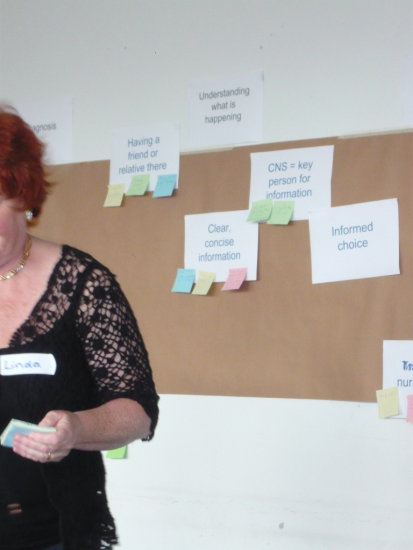 Understanding
what is
happening
Having a
friend or
relative there
CNS = key
person for
information
Clear,
concise
information
Informed
choice
Linda